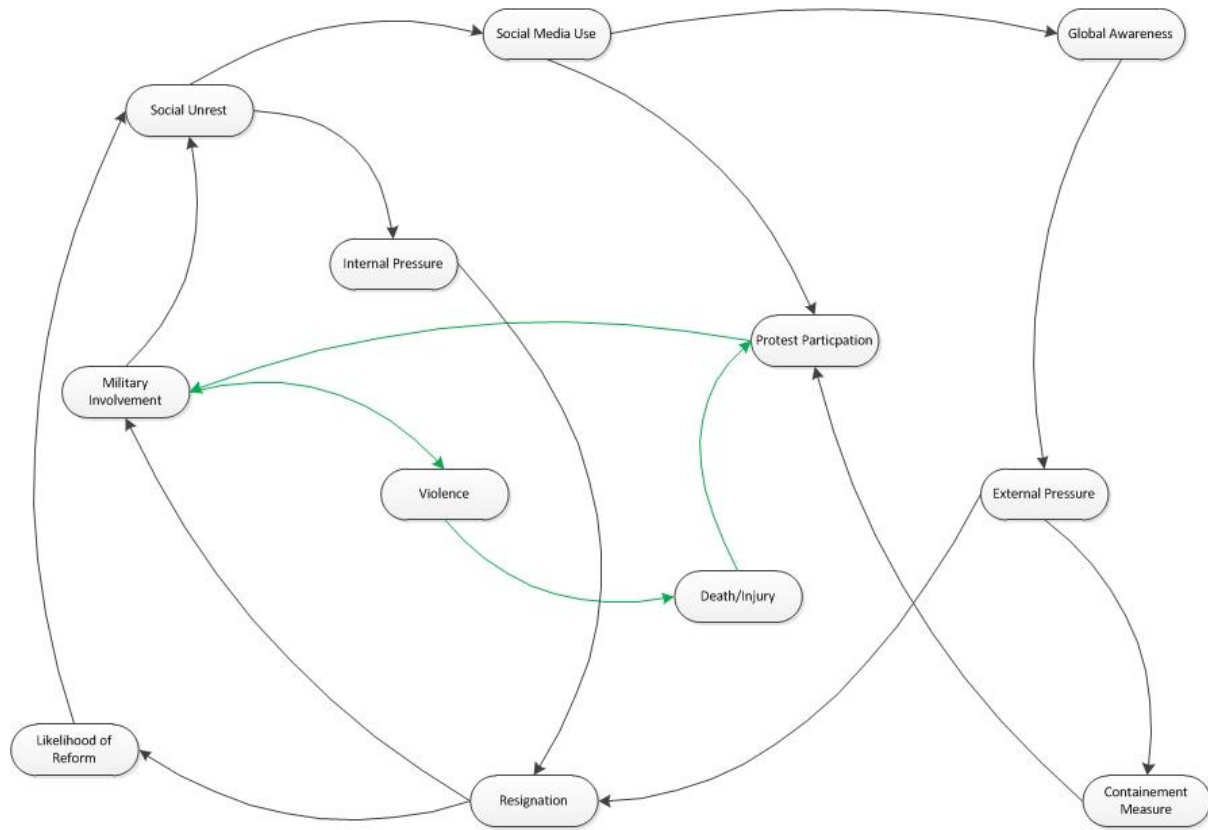 Social Media Use
Global Awareness
Social Unrest
Internal Pressure
Protest Particpation
Military
Involvement
Violence
External Pressure
Death/Injury
Likelihood of
Reform
Resignation
Containement
Measure